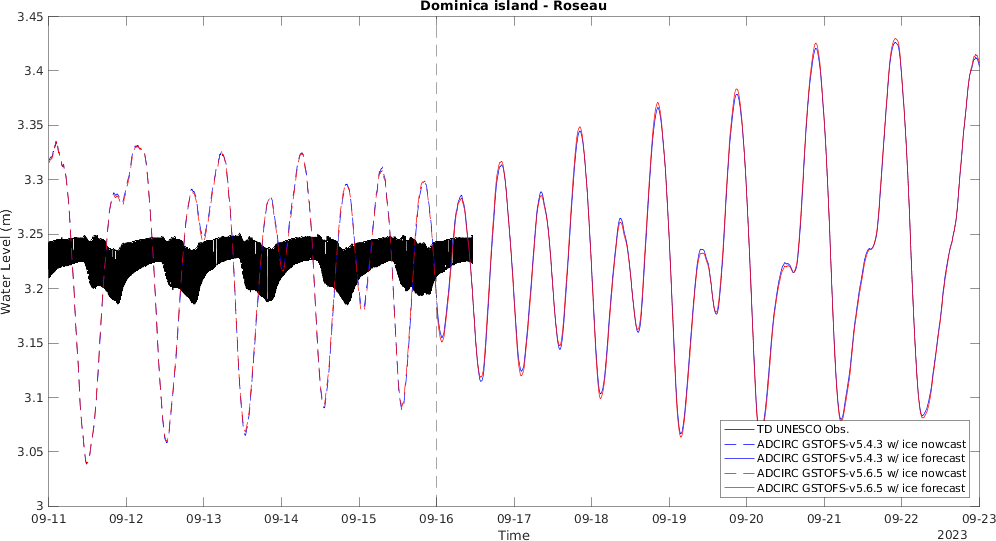 Dominica island - Roseau
3.45
3.4
3.35
3.3
3.25
3.2
3.15
3.1
3.05
3
Water Level (m)
TD UNESCO Obs.
ADCIRC GSTOFS-v5.4.3 w/ ice nowcast
ADCIRC GSTOFS-v5.4.3 w/ ice forecast
ADCIRC GSTOFS-v5.6.5 w/ ice nowcast
ADCIRC GSTOFS-v5.6.5 w/ ice forecast
09-11 09-12 09-13 09-14 09-15 09-16 09-17 09-18 09-19 09-20 09-21 09-22 09-23
Time
2023